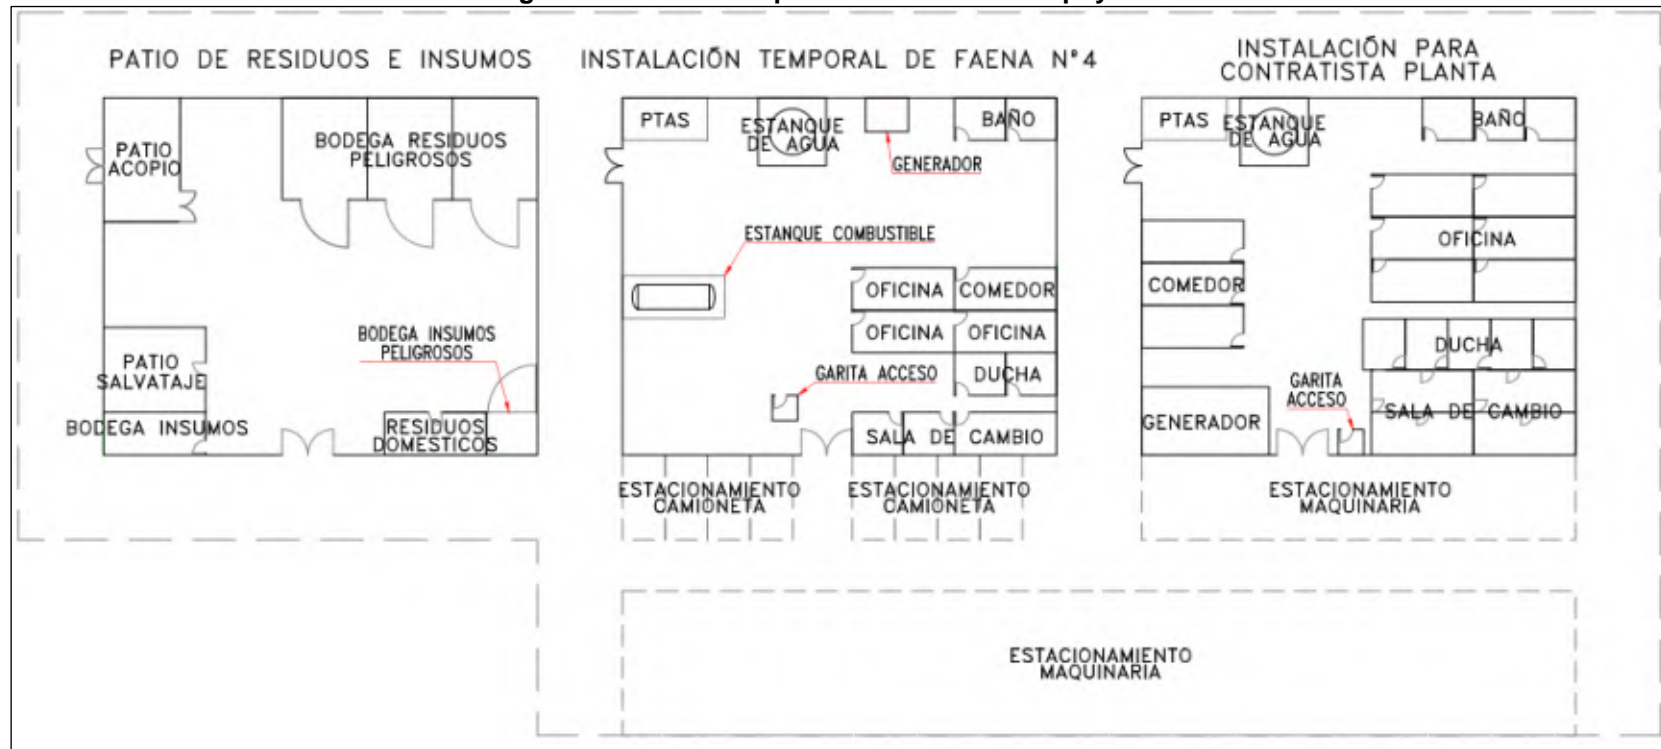 PATIO DE RESIDUOS E INSUMOS
PATIO
ACOPIO
BODEGA RESIDUOS
PELIGROSOS
BODEGA INSUMOS
PELIGROSOS
PATIO
SALVATAJE
BODEGA INSUMOS
RESIDUOS
DOMESTICOS
INSTALACIÓN TEMPORAL DE FAENA N°4
PTAS
ESTANQUE
DE AGUA
BAÑO
GENERADOR
ESTANQUE COMBUSTIBLE
OFICINA
COMEDOR
OFICINA
OFICINA
GARITA ACCESO
DUCHA
SALA DE CAMBIO
ESTACIONAMIENTO
CAMIONETA
ESTACIONAMIENTO
CAMIONETA
INSTALACIÓN PARA
CONTRATISTA PLANTA
PTAS
ESTANQUE
DE AGUA
BAÑO
OFICINA
COMEDOR
DUCHA
GARITA
ACCESO
GENERADOR
SALA DE CAMBIO
ESTACIONAMIENTO
MAQUINARIA
ESTACIONAMIENTO
MAQUINARIA